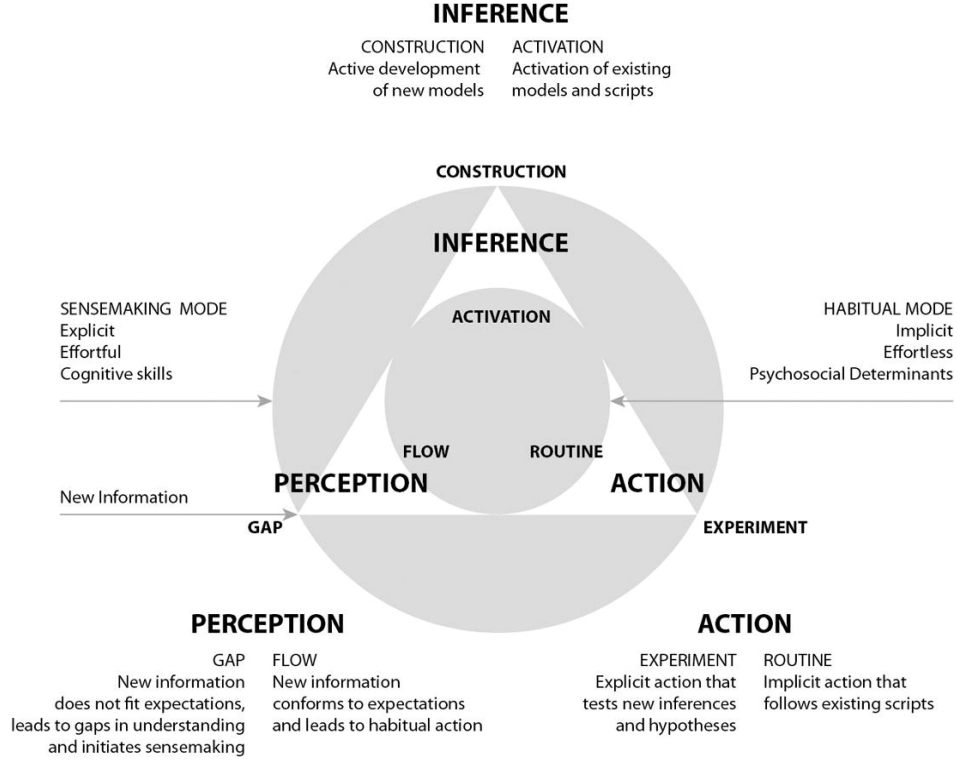 INFERENCE
CONSTRUCTION
Active development
of new models
ACTIVATION
Activation of existing
models and scripts
CONSTRUCTION
INFERENCE
ACTIVATION
SENSEMAKING MODE
Explicit
Effortful
Cognitive skills
HABITUAL MODE
Implicit
Effortless
Psychosocial Determinants
FLOW
ROUTINE
PERCEPTION
ACTION
New Information
GAP
EXPERIMENT
PERCEPTION
GAP
New information
does not fit expectations,
leads to gaps in understanding
and initiates sensemaking
FLOW
New information
conforms to expectations
and leads to habitual action
ACTION
EXPERIMENT
Explicit action that
tests new inferences
and hypotheses
ROUTINE
Implicit action that
follows existing scripts